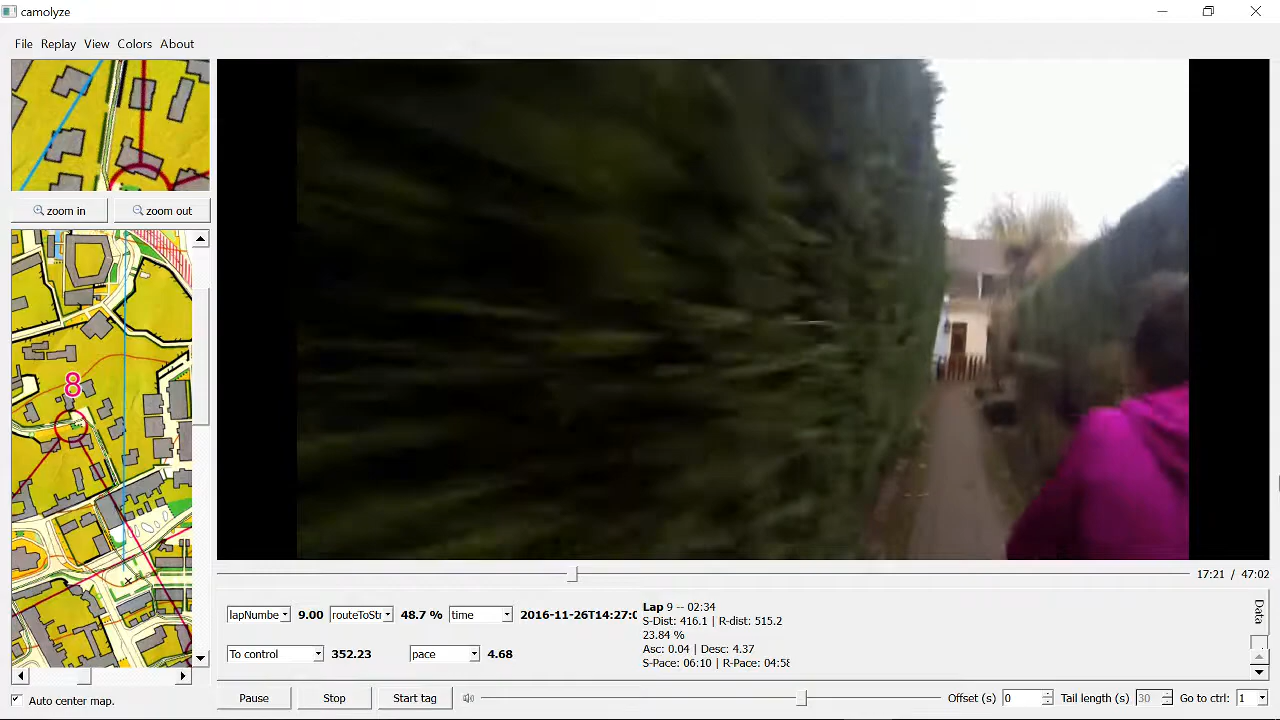 camolyze
File Replay View Colors About
zoom in zoom out
8
17:21 / 47:02
lapNumbe 9.00 routeToStr 48.7 % time 2016-11-26T14:27:0
Lap 9 -- 02:34
S-Dist: 416.1 | R-dist: 515.2
23.84 %
Asc: 0.04 | Desc: 4.37
S-Pace: 06:10 | R-Pace: 04:58
To control 352.23 pace 4.68
Data
Auto center map.
Pause Stop Start tag Offset (s) 0 Tail length (s) 30 Go to ctrl: 1